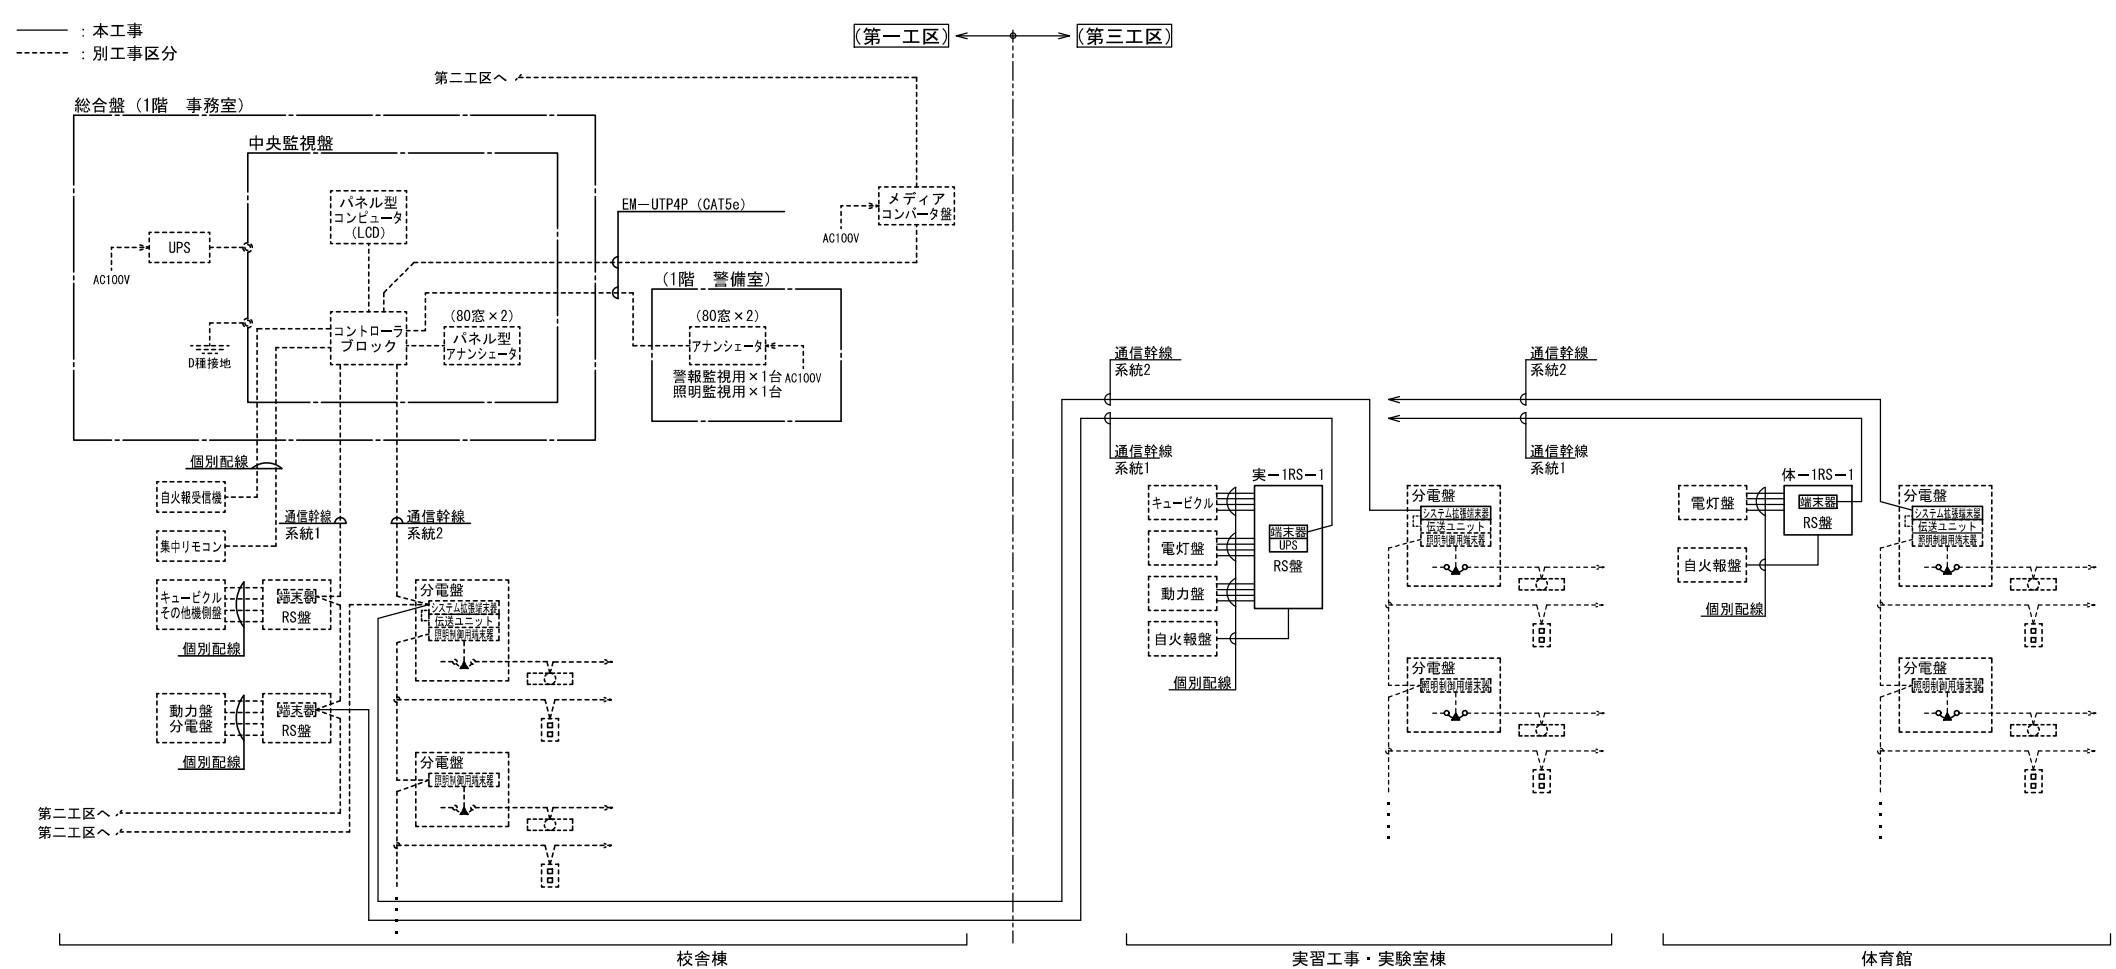 : 本工事
: 別工事区分
(第一工区)
(第三工区)
第二工区へ
総合盤 (1階 事務室)
中央監視盤
パネル型
コンピュータ
(LCD)
UPS
AC100V
D種接地
コントローラ
ブロック
(80窓×2)
パネル型
アナンシェータ
EM－UTP4P (CAT5e)
メディア
コンバータ盤
AC100V
(1階 警備室)
(80窓×2)
アナンシェータ
AC100V
警報監視用×1台
照明監視用×1台
個別配線
自火報受信機
集中リモコン
通信幹線
系統1
通信幹線
系統2
キュービクル
その他機側盤
端末器
RS盤
個別配線
動力盤
分電盤
端末器
RS盤
個別配線
第二工区へ
第二工区へ
分電盤
システム拡張端末器
伝送ユニット
照明制御用端末器
分電盤
照明制御用端末器
校舎棟
通信幹線
系統2
通信幹線
系統1
実－1RS－1
キュービクル
電灯盤
動力盤
自火報盤
端末器
UPS
RS盤
個別配線
分電盤
システム拡張端末器
伝送ユニット
照明制御用端末器
分電盤
照明制御用端末器
実習工事・実験室棟
通信幹線
系統2
通信幹線
系統1
体－1RS－1
電灯盤
端末器
RS盤
自火報盤
個別配線
分電盤
システム拡張端末器
伝送ユニット
照明制御用端末器
分電盤
照明制御用端末器
体育館